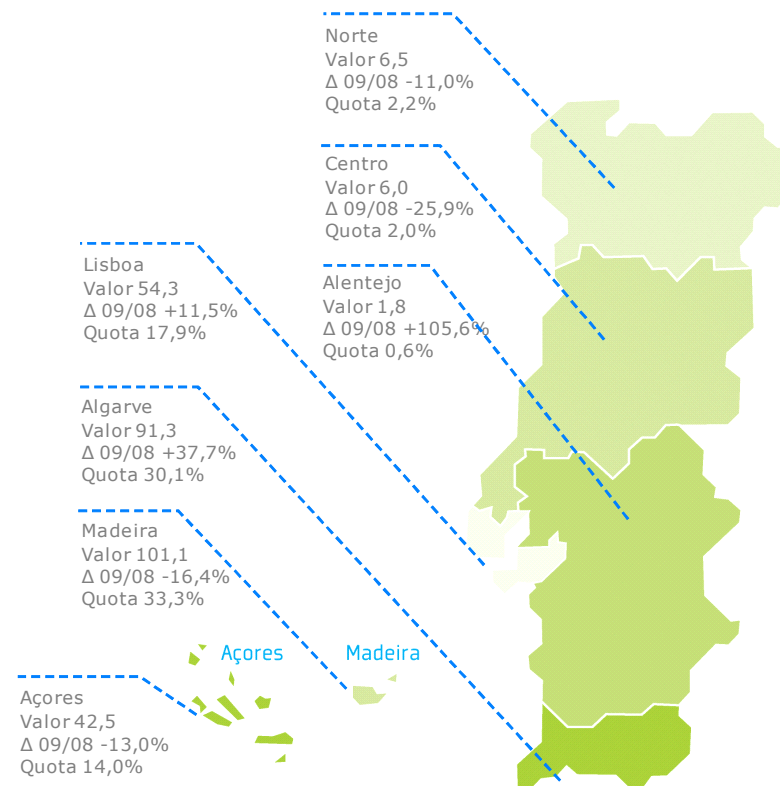 Norte
Valor 6,5
Δ 09/08 -11,0%
Quota 2,2%
Centro
Valor 6,0
Δ 09/08 -25,9%
Quota 2,0%
Lisboa
Valor 54,3
Δ 09/08 +11,5%
Quota 17,9%
Alentejo
Valor 1,8
Δ 09/08 +105,6%
Quota 0,6%
Algarve
Valor 91,3
Δ 09/08 +37,7%
Quota 30,1%
Madeira
Valor 101,1
Δ 09/08 -16,4%
Quota 33,3%
Açores
Madeira
Açores
Valor 42,5
Δ 09/08 -13,0%
Quota 14,0%